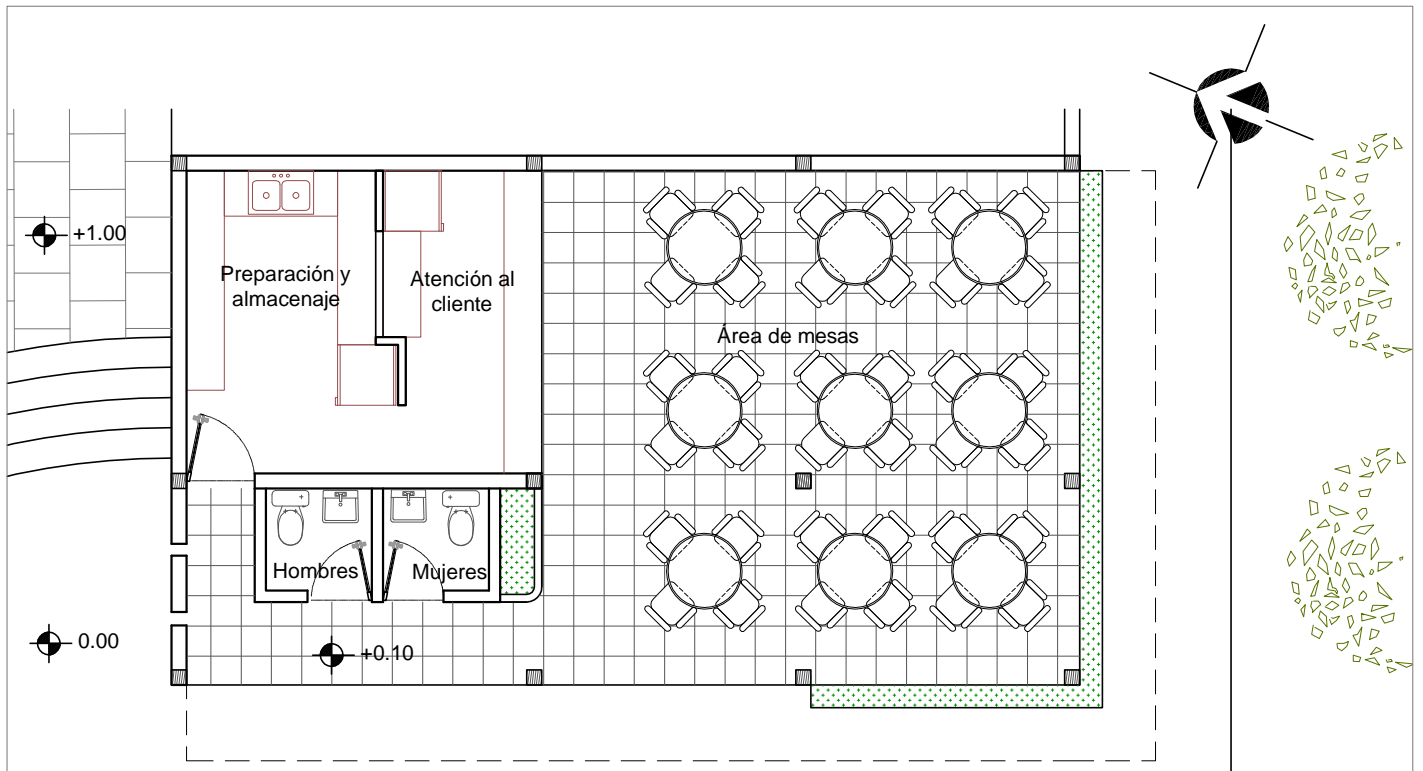 +1.00
Preparación y
almacenaje
Atención al
cliente
Área de mesas
Hombres
Mujeres
0.00
+0.10